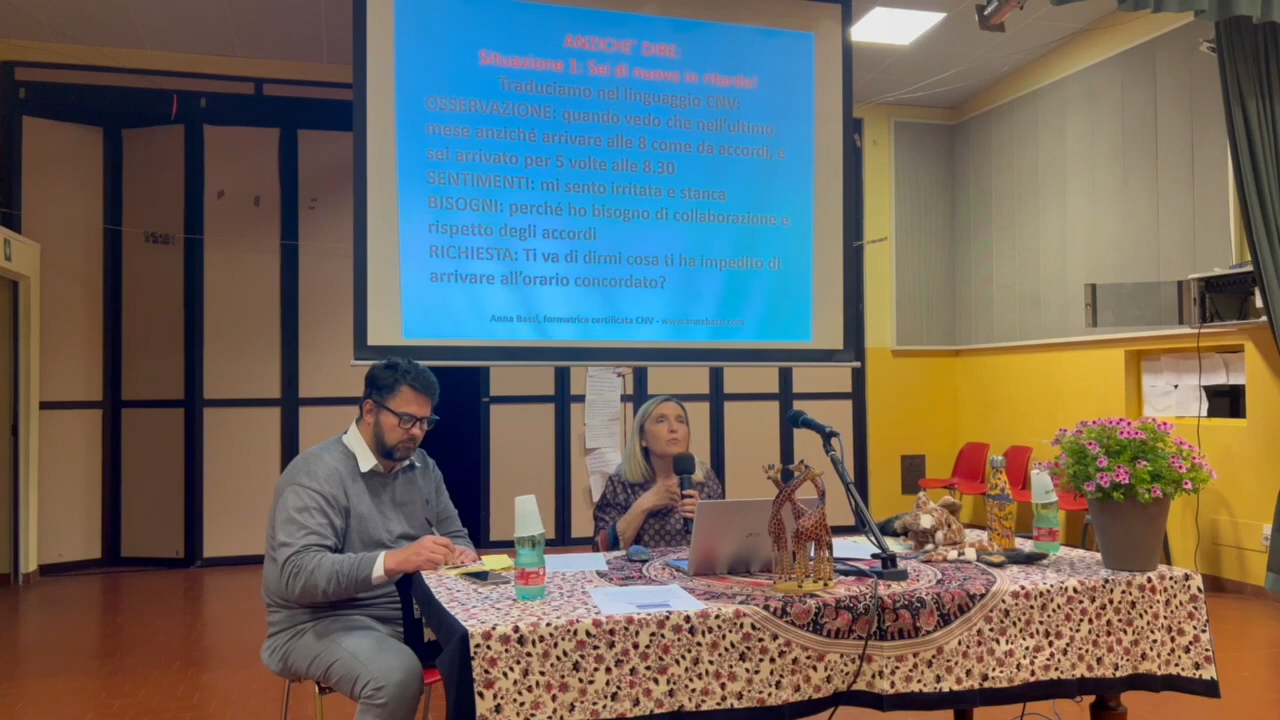 ANZICHE' DIRE:
Situazione 1: Sei di nuovo in ritardo!
Traduciamo nel linguaggio CNV:
OSSERVAZIONE: quando vedo che nell'ultimo
mese anziché arrivare alle 8 come da accordi, e
sei arrivato per 5 volte alle 8.30
SENTIMENTI: mi sento irritata e stanca
BISOGNI: perché ho bisogno di collaborazione e
rispetto degli accordi
RICHIESTA: Ti va di dirmi cosa ti ha impedito di
arrivare all'orario concordato?
Anna Bassi, formatrice certificata CNV - www.annabassi.com